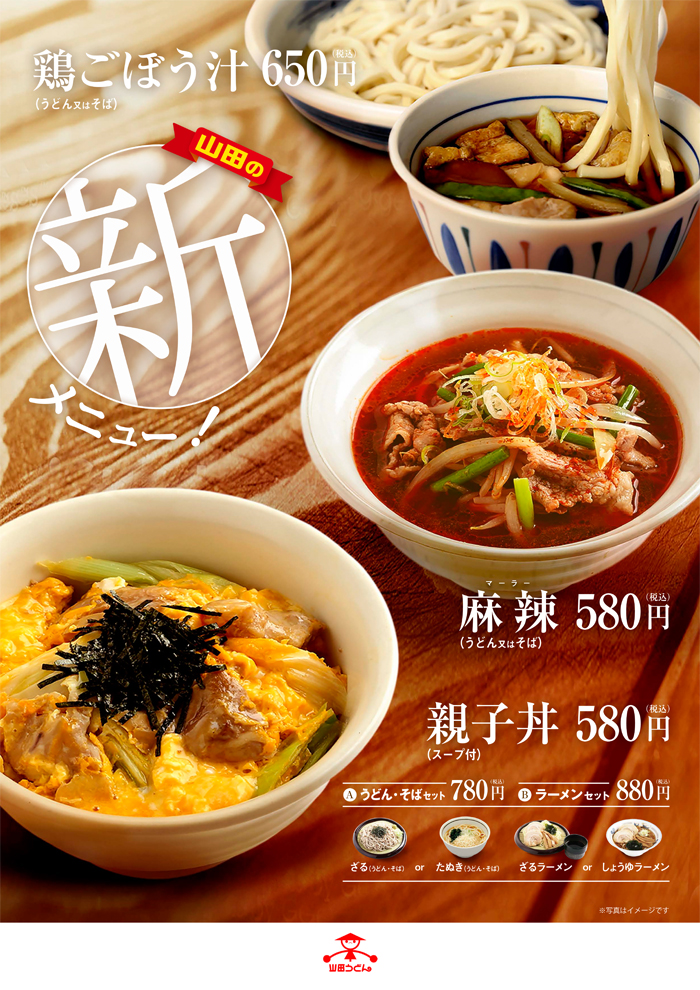 鶏ごぼう汁 650円(税込)
(うどん又はそば)
山田の
新
メニュー!
マーラー
麻辣 580円(税込)
(うどん又はそば)
親子丼 580円(税込)
(スープ付)
A うどん・そばセット 780円(税込) B ラーメンセット 880円(税込)
ざる(うどん・そば) or たぬき(うどん・そば) ざるラーメン or しょうゆラーメン
※写真はイメージです
山田うどん